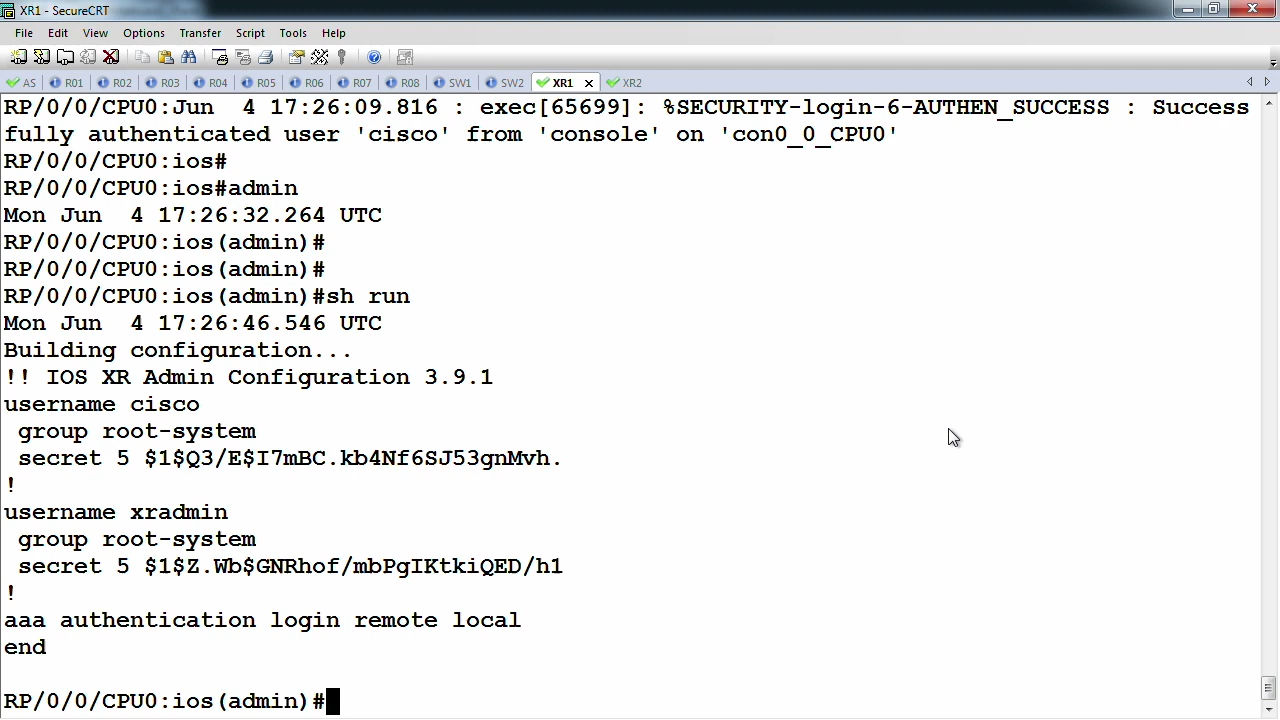 XR1 - SecureCRT
File Edit View Options Transfer Script Tools Help
AS R01 R02 R03 R04 R05 R06 R07 R08 SW1 SW2 XR1 XR2
RP/0/0/CPU0:Jun  4 17:26:09.816 : exec[65699]: %SECURITY-login-6-AUTHEN_SUCCESS : Success
fully authenticated user 'cisco' from 'console' on 'con0_0_CPU0'
RP/0/0/CPU0:ios#
RP/0/0/CPU0:ios#admin
Mon Jun  4 17:26:32.264 UTC
RP/0/0/CPU0:ios(admin)#
RP/0/0/CPU0:ios(admin)#
RP/0/0/CPU0:ios(admin)#sh run
Mon Jun  4 17:26:46.546 UTC
Building configuration...
!! IOS XR Admin Configuration 3.9.1
username cisco
 group root-system
 secret 5 $1$Q3/E$I7mBC.kb4Nf6SJ53gnMvh.
!
username xradmin
 group root-system
 secret 5 $1$Z.Wb$GNRhof/mbPgIKtkiQED/h1
!
aaa authentication login remote local
end
RP/0/0/CPU0:ios(admin)#